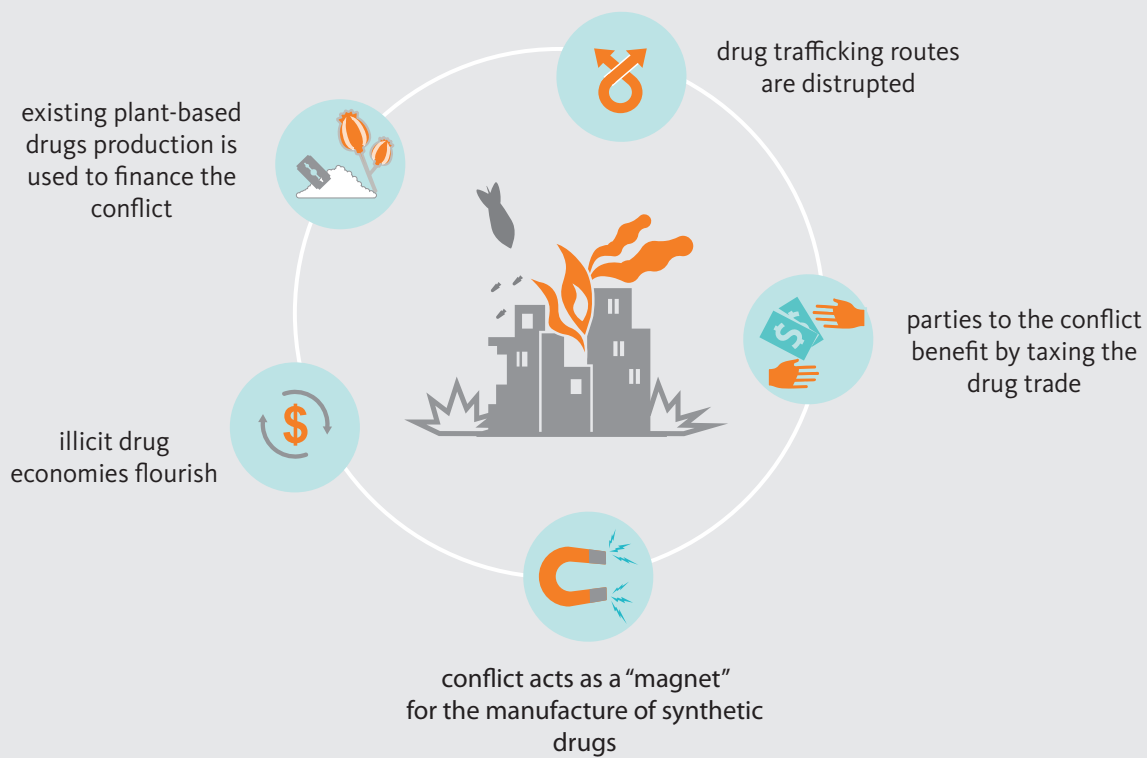 drug trafficking routes
are distrupted
existing plant-based
drugs production is
used to finance the
conflict
parties to the conflict
benefit by taxing the
drug trade
illicit drug
economies flourish
$
conflict acts as a “magnet”
for the manufacture of synthetic
drugs